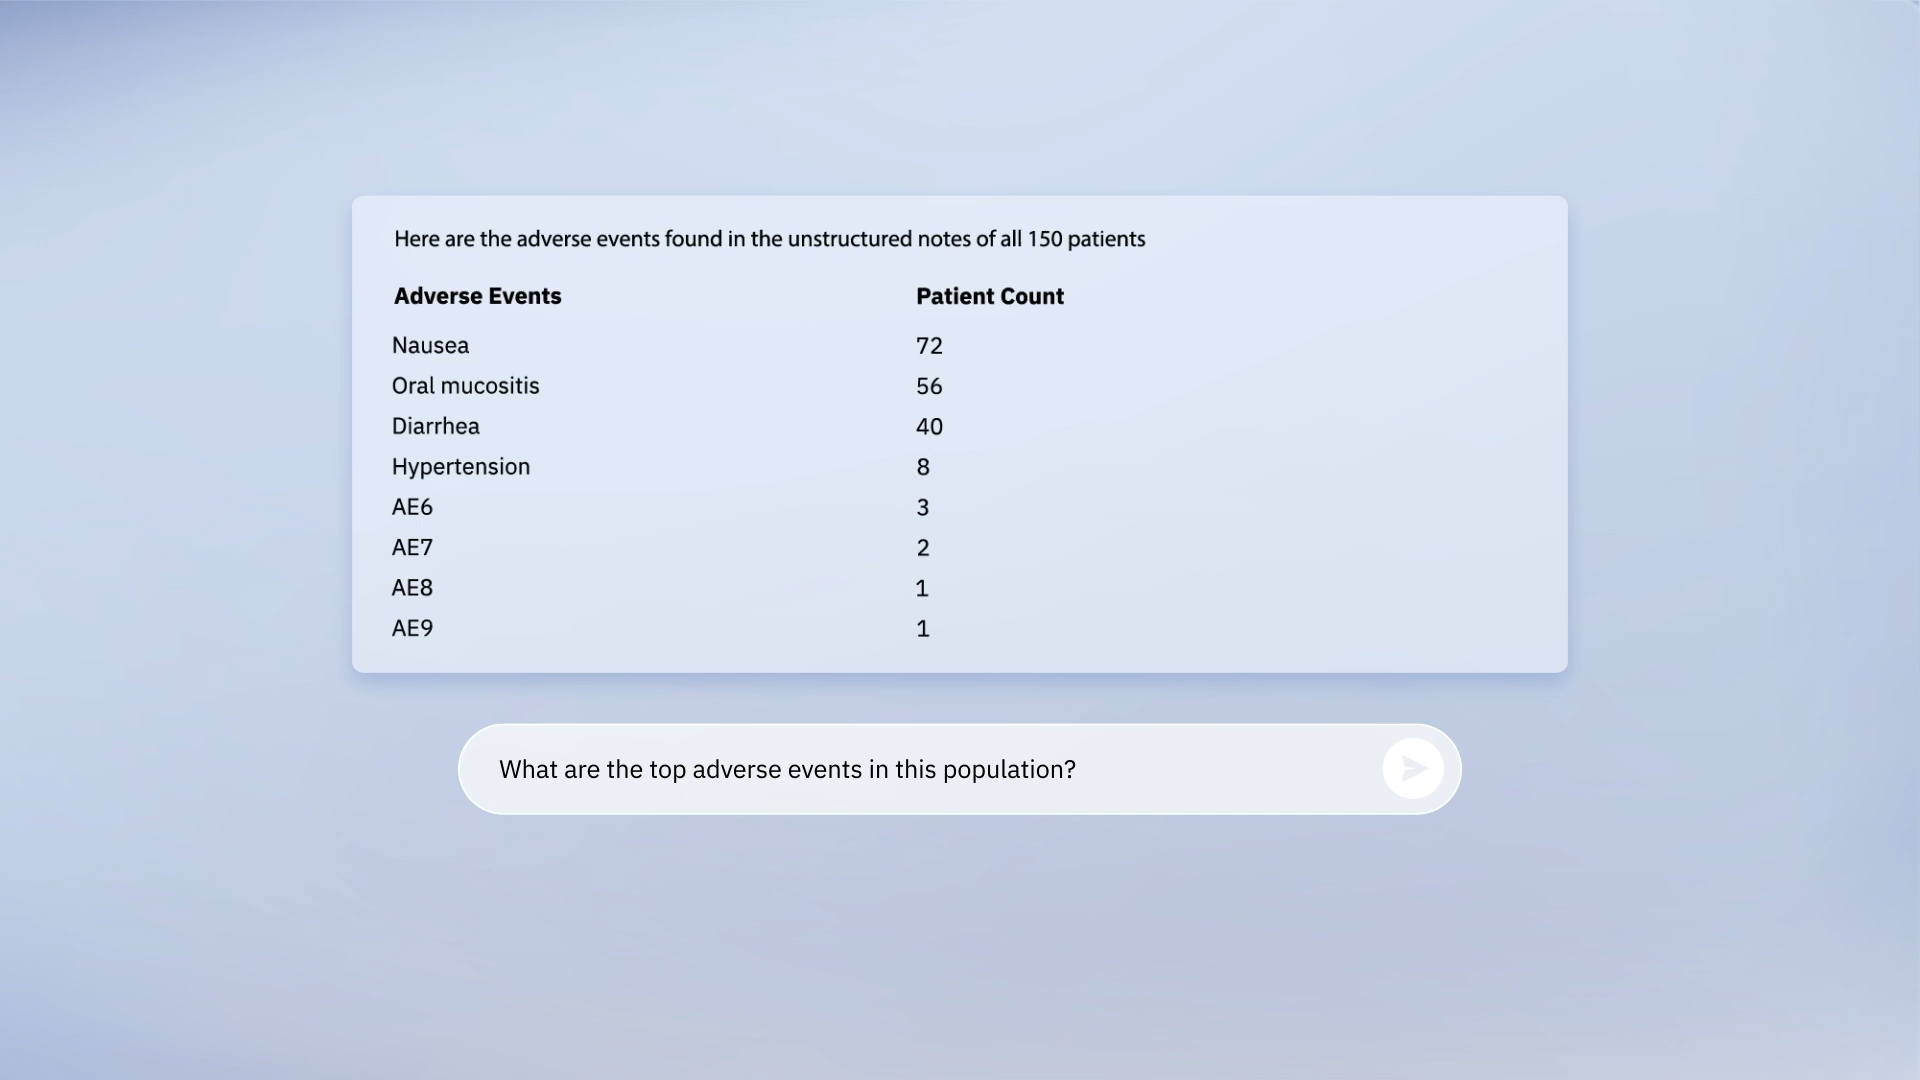 Here are the adverse events found in the unstructured notes of all 150 patients
Adverse Events Patient Count
Nausea 72
Oral mucositis 56
Diarrhea 40
Hypertension 8
AE6 3
AE7 2
AE8 1
AE9 1
What are the top adverse events in this population?